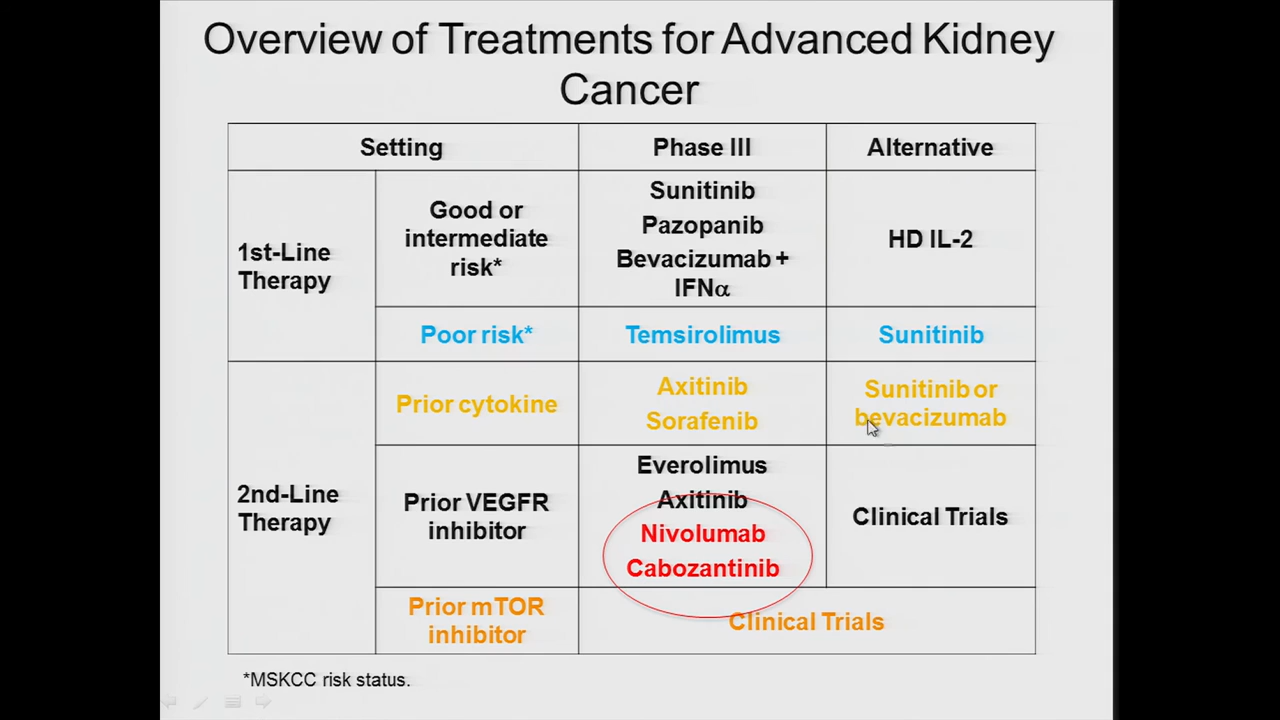 Overview of Treatments for Advanced Kidney
Cancer
Setting
Phase III
Alternative
1st-Line
Therapy
Good or
intermediate
risk*
Sunitinib
Pazopanib
Bevacizumab +
IFNα
HD IL-2
Poor risk*
Temsirolimus
Sunitinib
2nd-Line
Therapy
Prior cytokine
Axitinib
Sorafenib
Sunitinib or
bevacizumab
Prior VEGFR
inhibitor
Everolimus
Axitinib
Nivolumab
Cabozantinib
Clinical Trials
Prior mTOR
inhibitor
Clinical Trials
*MSKCC risk status.